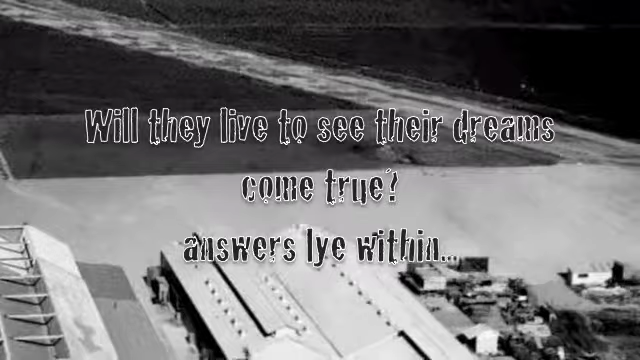 Will they live to see their dreams
come true?
answers lye within...